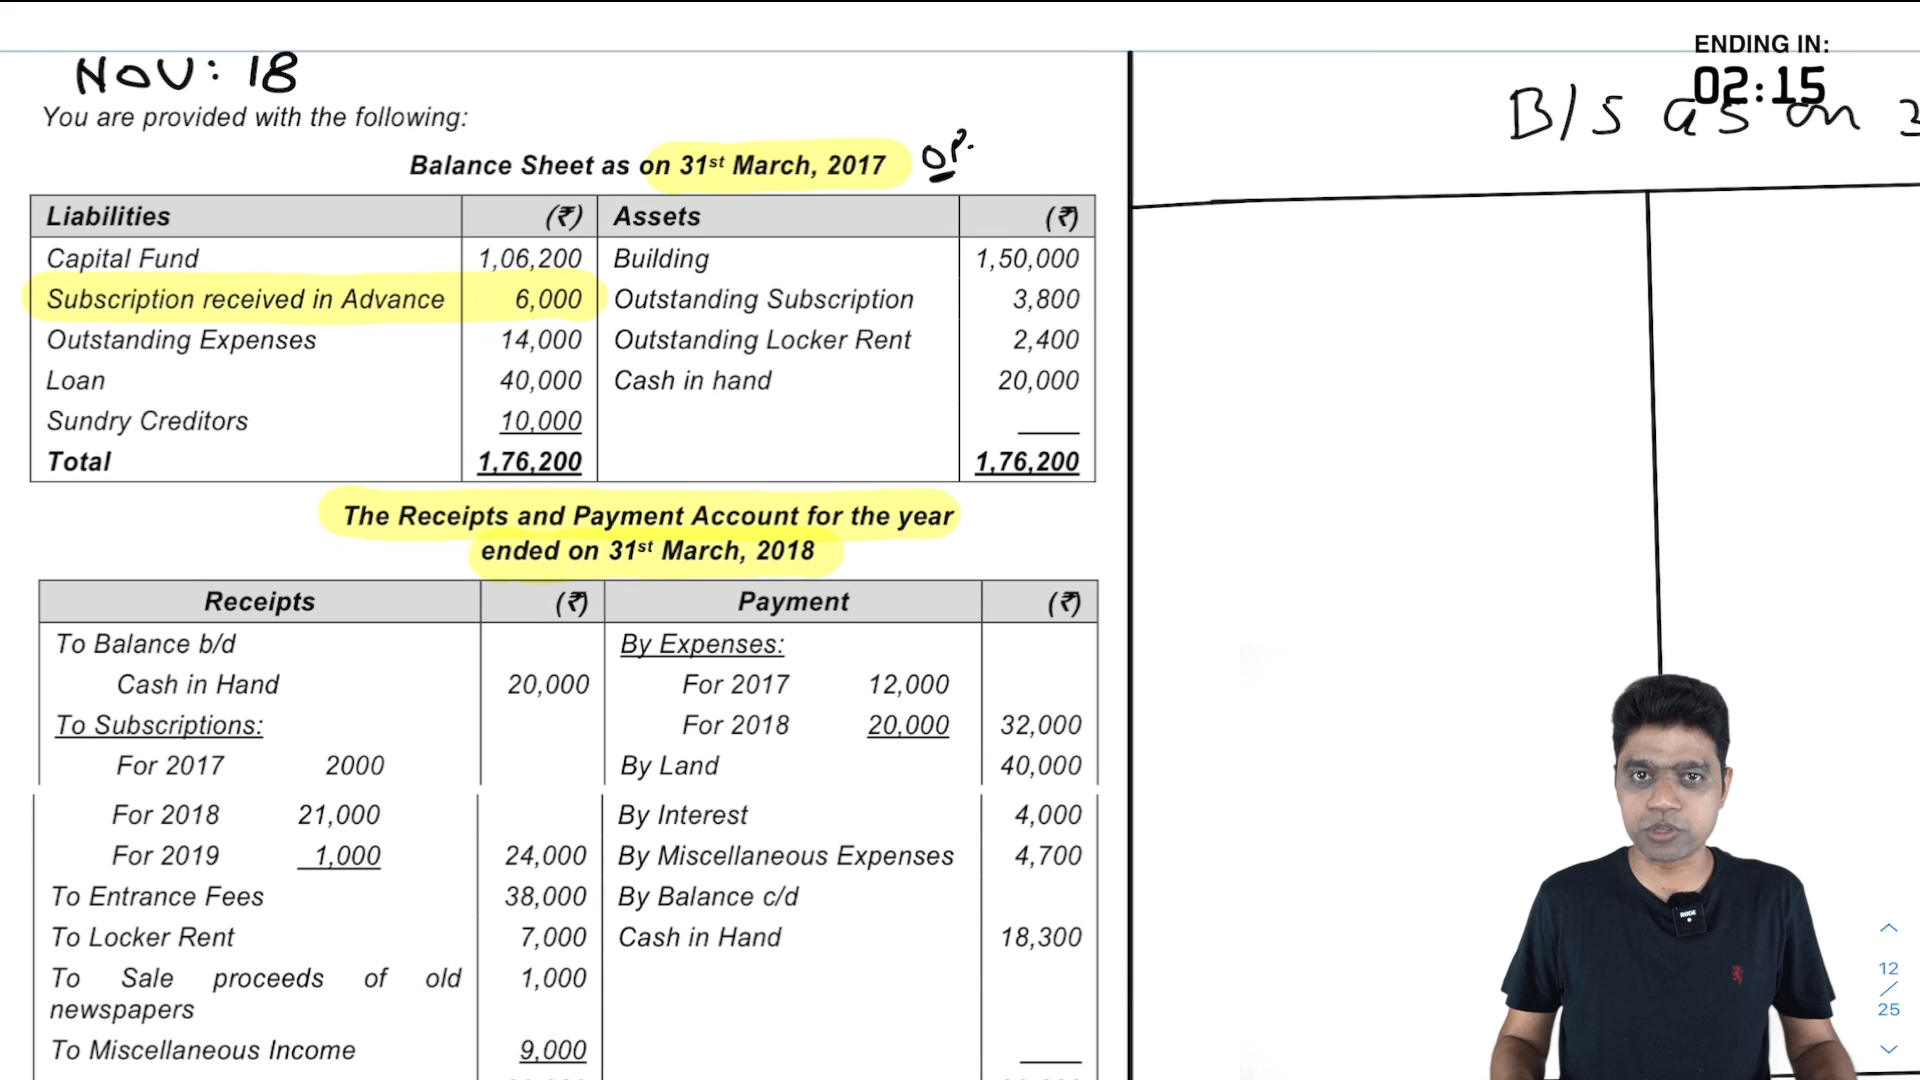 ENDING IN:
02:15
NOV: 18
B/S as on 3
You are provided with the following:
Balance Sheet as on 31st March, 2017 OP.
Liabilities (₹) Assets (₹)
Capital Fund 1,06,200 Building 1,50,000
Subscription received in Advance 6,000 Outstanding Subscription 3,800
Outstanding Expenses 14,000 Outstanding Locker Rent 2,400
Loan 40,000 Cash in hand 20,000
Sundry Creditors 10,000
Total 1,76,200 1,76,200
The Receipts and Payment Account for the year
ended on 31st March, 2018
Receipts (₹) Payment (₹)
To Balance b/d By Expenses:
Cash in Hand 20,000 For 2017 12,000
To Subscriptions: For 2018 20,000 32,000
For 2017 2000 By Land 40,000
For 2018 21,000 By Interest 4,000
For 2019 1,000 24,000 By Miscellaneous Expenses 4,700
To Entrance Fees 38,000 By Balance c/d
To Locker Rent 7,000 Cash in Hand 18,300
To Sale proceeds of old 1,000
newspapers
To Miscellaneous Income 9,000
RODE
12
/
25